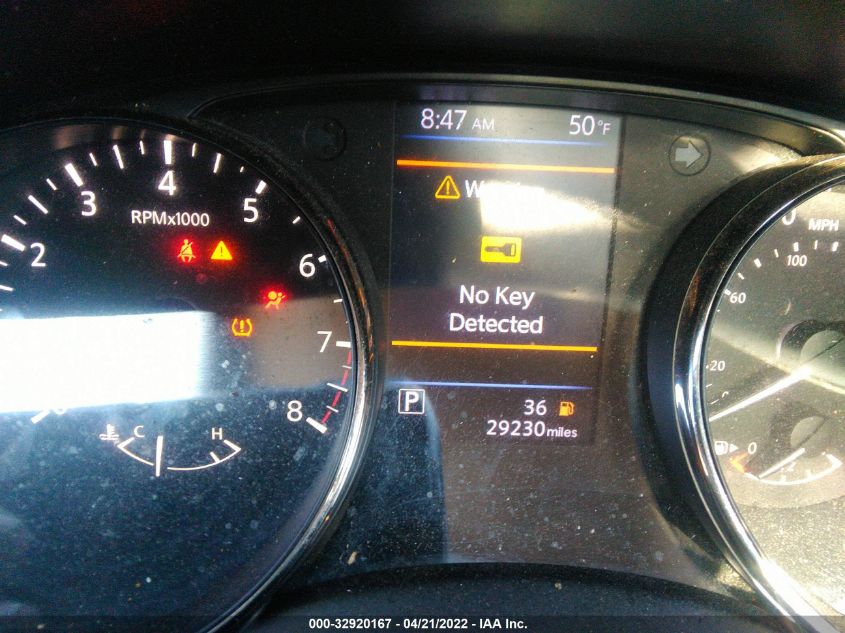 8:47 AM 50°F
No Key
Detected
P
36
29230 miles
RPMx1000
2
3
4
5
6
7
8
C H
MPH
100
60
20
0
000-32920167 - 04/21/2022 - IAA Inc.